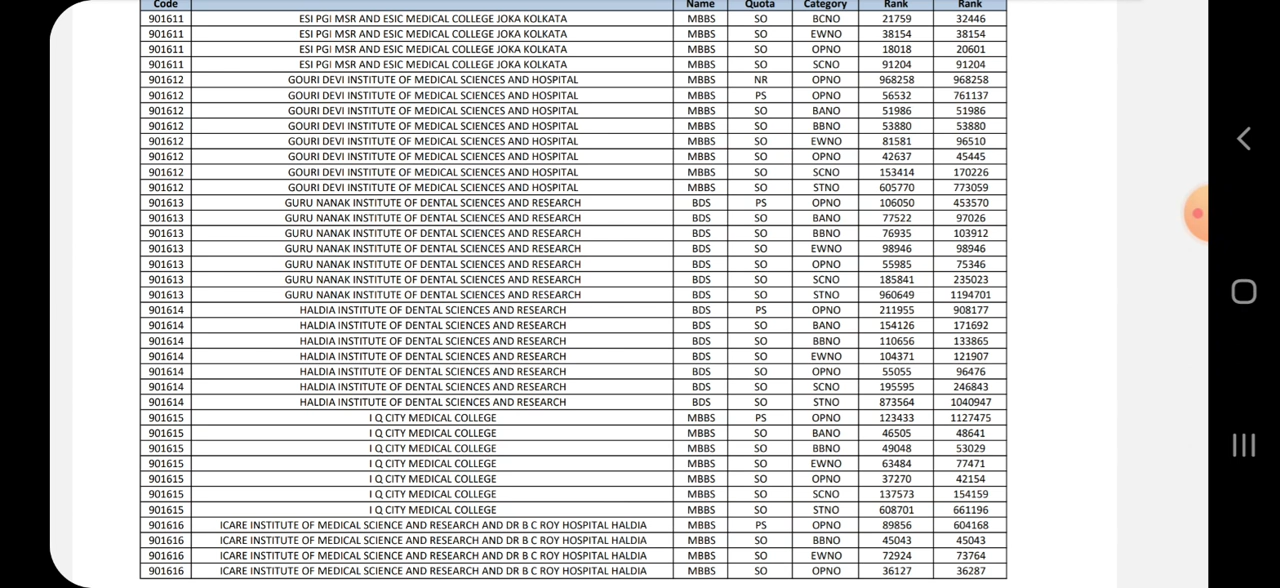 Code Name Quota Category Rank Rank
901611 ESI PGI MSR AND ESIC MEDICAL COLLEGE JOKA KOLKATA MBBS SO BCNO 21759 32446
901611 ESI PGI MSR AND ESIC MEDICAL COLLEGE JOKA KOLKATA MBBS SO EWNO 38154 38154
901611 ESI PGI MSR AND ESIC MEDICAL COLLEGE JOKA KOLKATA MBBS SO OPNO 18018 20601
901611 ESI PGI MSR AND ESIC MEDICAL COLLEGE JOKA KOLKATA MBBS SO SCNO 91204 91204
901612 GOURI DEVI INSTITUTE OF MEDICAL SCIENCES AND HOSPITAL MBBS NR OPNO 968258 968258
901612 GOURI DEVI INSTITUTE OF MEDICAL SCIENCES AND HOSPITAL MBBS PS OPNO 56532 761137
901612 GOURI DEVI INSTITUTE OF MEDICAL SCIENCES AND HOSPITAL MBBS SO BANO 51986 51986
901612 GOURI DEVI INSTITUTE OF MEDICAL SCIENCES AND HOSPITAL MBBS SO BBNO 53880 53880
901612 GOURI DEVI INSTITUTE OF MEDICAL SCIENCES AND HOSPITAL MBBS SO EWNO 81581 96510
901612 GOURI DEVI INSTITUTE OF MEDICAL SCIENCES AND HOSPITAL MBBS SO OPNO 42637 45445
901612 GOURI DEVI INSTITUTE OF MEDICAL SCIENCES AND HOSPITAL MBBS SO SCNO 153414 170226
901612 GOURI DEVI INSTITUTE OF MEDICAL SCIENCES AND HOSPITAL MBBS SO STNO 605770 773059
901613 GURU NANAK INSTITUTE OF DENTAL SCIENCES AND RESEARCH BDS PS OPNO 106050 453570
901613 GURU NANAK INSTITUTE OF DENTAL SCIENCES AND RESEARCH BDS SO BANO 77522 97026
901613 GURU NANAK INSTITUTE OF DENTAL SCIENCES AND RESEARCH BDS SO BBNO 76935 103912
901613 GURU NANAK INSTITUTE OF DENTAL SCIENCES AND RESEARCH BDS SO EWNO 98946 98946
901613 GURU NANAK INSTITUTE OF DENTAL SCIENCES AND RESEARCH BDS SO OPNO 55985 75346
901613 GURU NANAK INSTITUTE OF DENTAL SCIENCES AND RESEARCH BDS SO SCNO 185841 235023
901613 GURU NANAK INSTITUTE OF DENTAL SCIENCES AND RESEARCH BDS SO STNO 960649 1194701
901614 HALDIA INSTITUTE OF DENTAL SCIENCES AND RESEARCH BDS PS OPNO 211955 908177
901614 HALDIA INSTITUTE OF DENTAL SCIENCES AND RESEARCH BDS SO BANO 154126 171692
901614 HALDIA INSTITUTE OF DENTAL SCIENCES AND RESEARCH BDS SO BBNO 110656 133865
901614 HALDIA INSTITUTE OF DENTAL SCIENCES AND RESEARCH BDS SO EWNO 104371 121907
901614 HALDIA INSTITUTE OF DENTAL SCIENCES AND RESEARCH BDS SO OPNO 55055 96476
901614 HALDIA INSTITUTE OF DENTAL SCIENCES AND RESEARCH BDS SO SCNO 195595 246843
901614 HALDIA INSTITUTE OF DENTAL SCIENCES AND RESEARCH BDS SO STNO 873564 1040947
901615 I Q CITY MEDICAL COLLEGE MBBS PS OPNO 123433 1127475
901615 I Q CITY MEDICAL COLLEGE MBBS SO BANO 46505 48641
901615 I Q CITY MEDICAL COLLEGE MBBS SO BBNO 49048 53029
901615 I Q CITY MEDICAL COLLEGE MBBS SO EWNO 63484 77471
901615 I Q CITY MEDICAL COLLEGE MBBS SO OPNO 37270 42154
901615 I Q CITY MEDICAL COLLEGE MBBS SO SCNO 137573 154159
901615 I Q CITY MEDICAL COLLEGE MBBS SO STNO 608701 661196
901616 ICARE INSTITUTE OF MEDICAL SCIENCE AND RESEARCH AND DR B C ROY HOSPITAL HALDIA MBBS PS OPNO 89856 604168
901616 ICARE INSTITUTE OF MEDICAL SCIENCE AND RESEARCH AND DR B C ROY HOSPITAL HALDIA MBBS SO BBNO 45043 45043
901616 ICARE INSTITUTE OF MEDICAL SCIENCE AND RESEARCH AND DR B C ROY HOSPITAL HALDIA MBBS SO EWNO 72924 73764
901616 ICARE INSTITUTE OF MEDICAL SCIENCE AND RESEARCH AND DR B C ROY HOSPITAL HALDIA MBBS SO OPNO 36127 36287